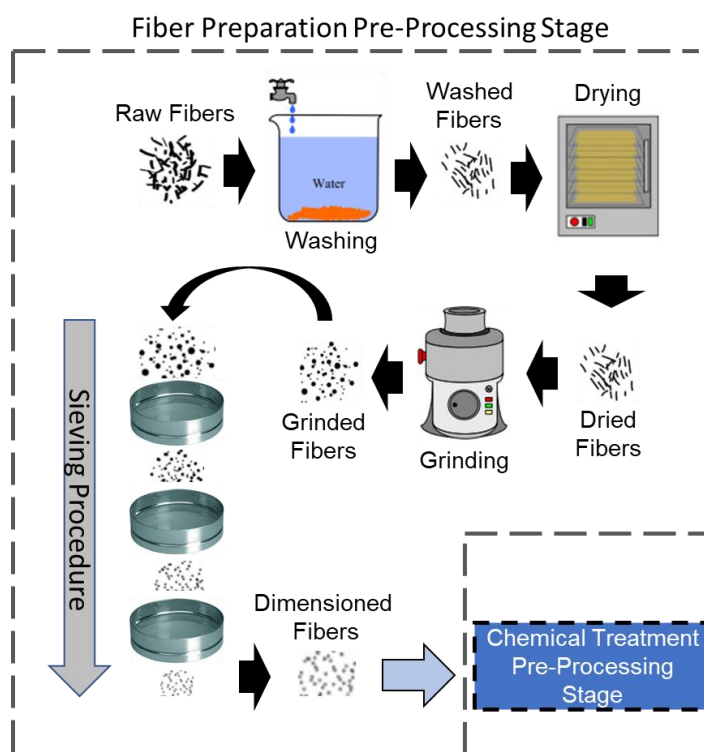 Fiber Preparation Pre-Processing Stage
Raw Fibers
Water
Washing
Washed
Fibers
Drying
Dried
Fibers
Grinding
Grinded
Fibers
Sieving Procedure
Dimensioned
Fibers
Chemical Treatment
Pre-Processing
Stage